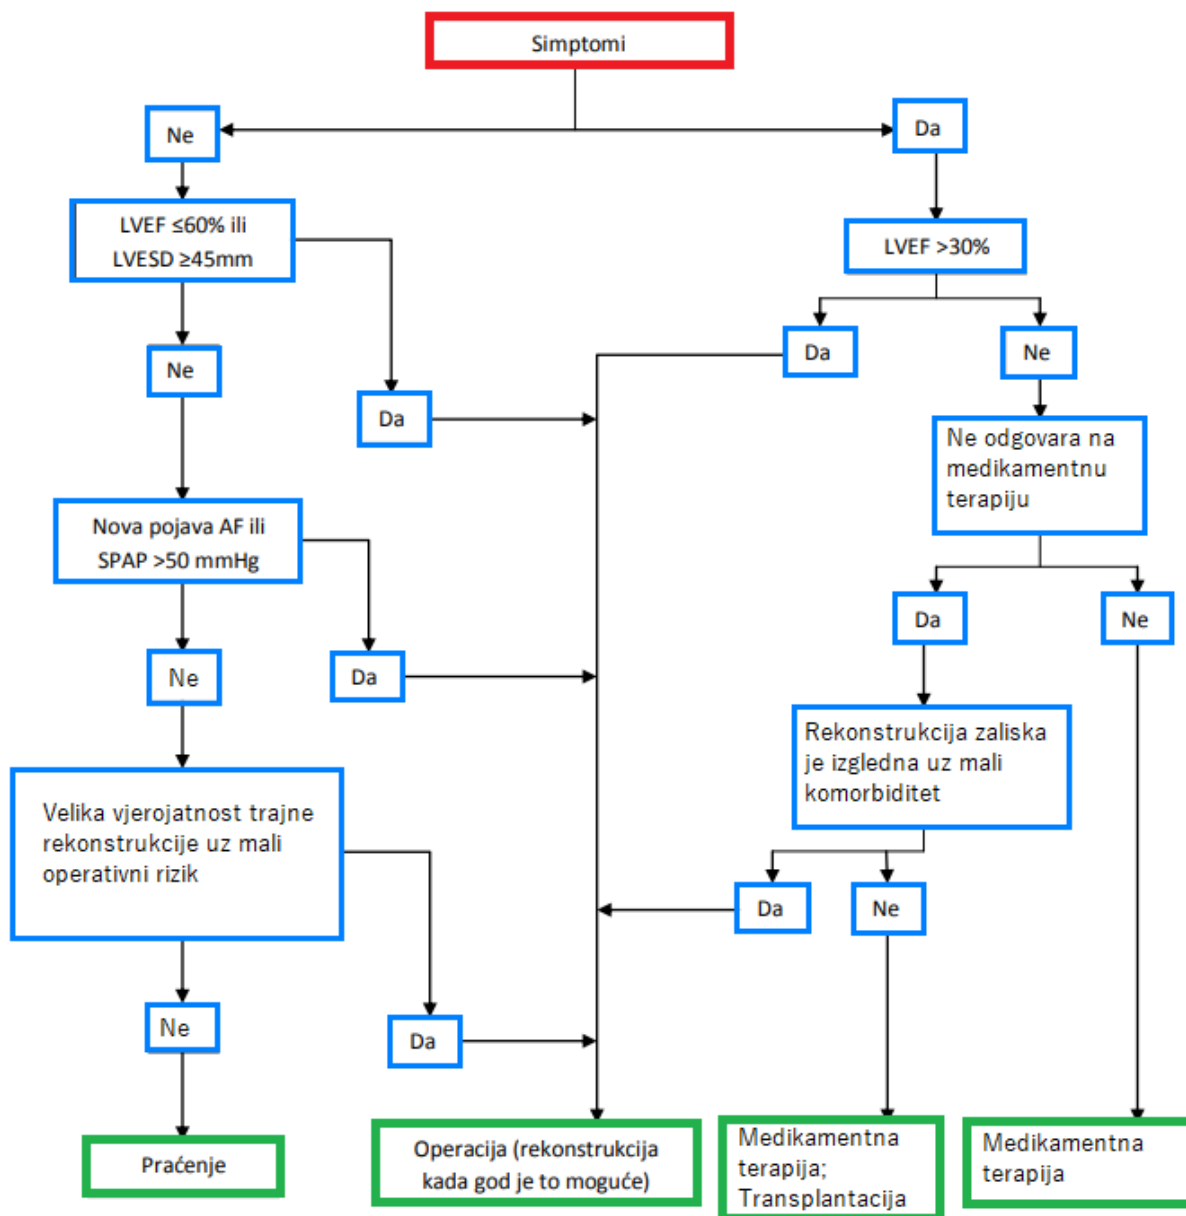 Simptomi
Ne
Da
LVEF ≤60% ili
LVESD ≥45mm
LVEF >30%
Da
Ne
Ne
Da
Ne odgovara na
medikamentnu
terapiju
Nova pojava AF ili
SPAP >50 mmHg
Da
Ne
Ne
Da
Rekonstrukcija zaliska
je izgledna uz mali
komorbiditet
Velika vjerojatnost trajne
rekonstrukcije uz mali
operativni rizik
Da
Ne
Ne
Da
Praćenje
Operacija (rekonstrukcija
kada god je to moguće)
Medikamentna
terapija;
Transplantacija
Medikamentna
terapija